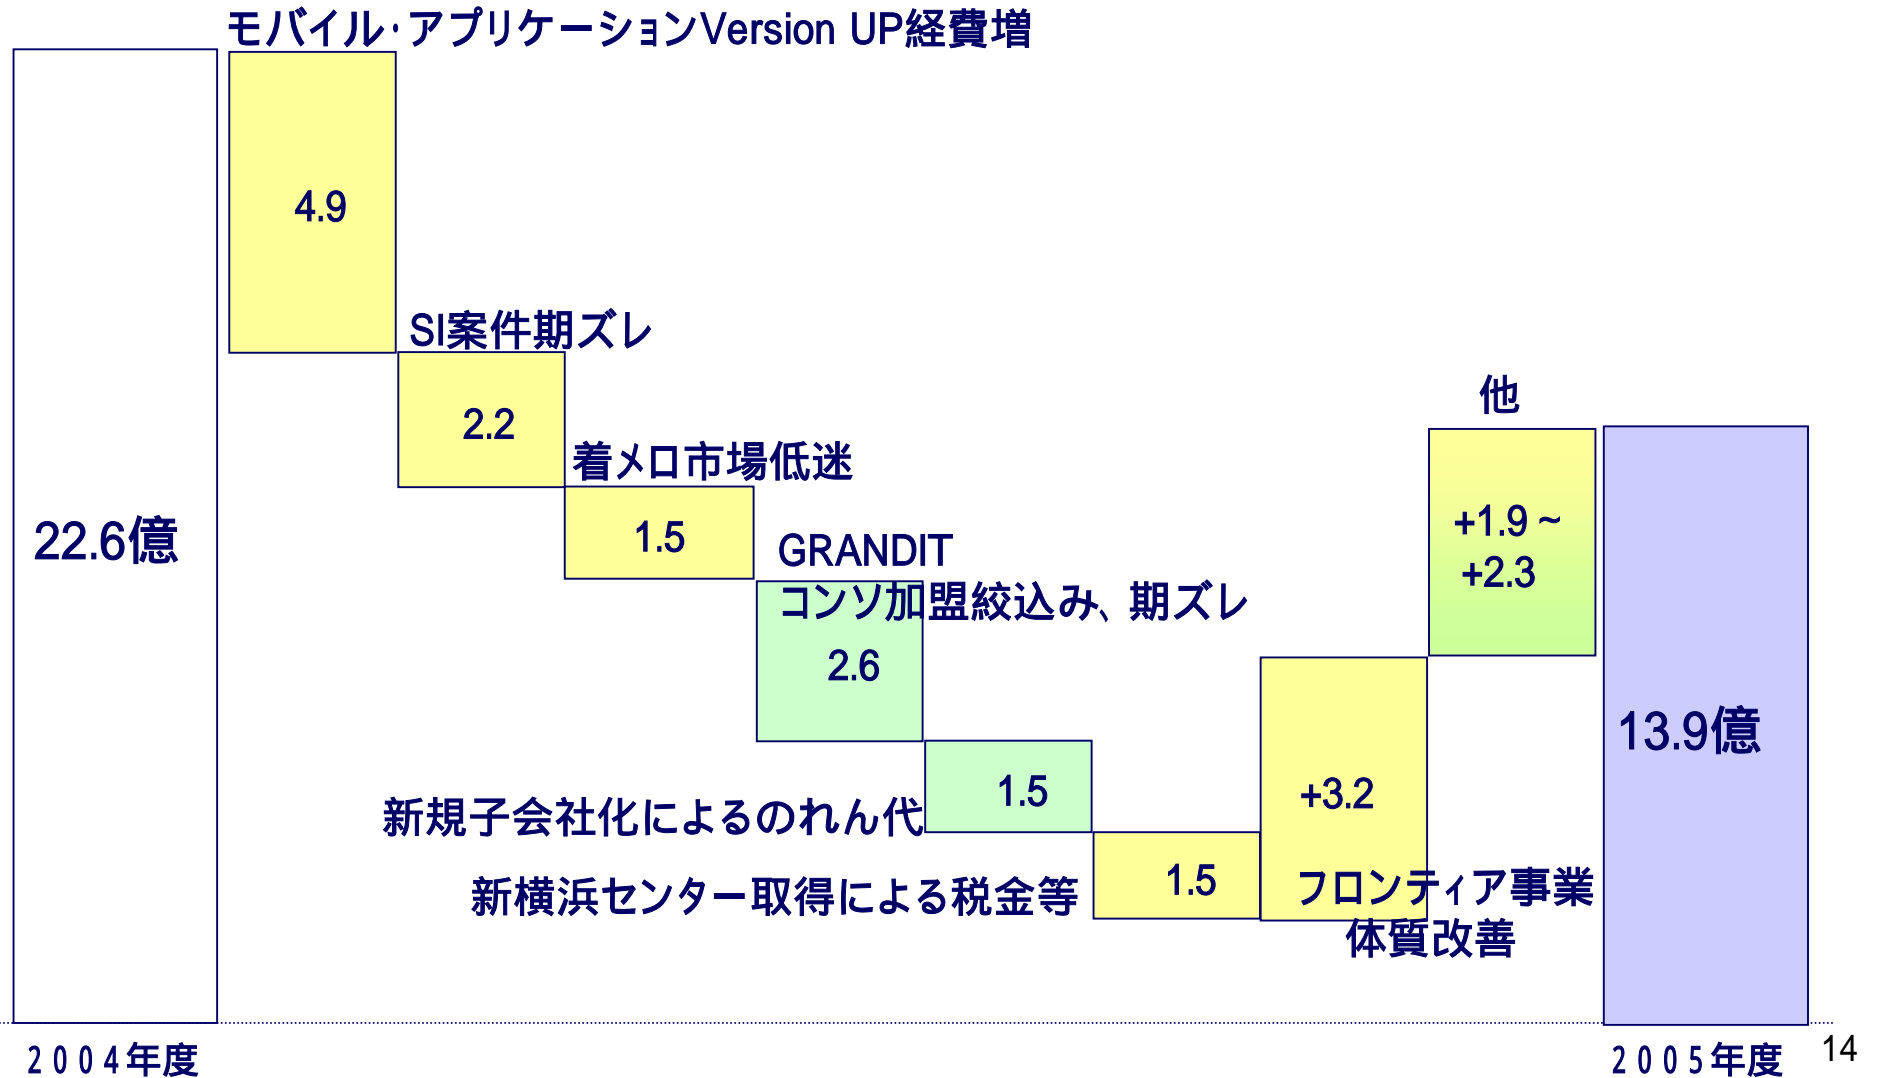 モバイル・アプリケーションVersion UP経費増
4.9
SI案件期ズレ
2.2
着メロ市場低迷
1.5
GRANDIT
コンソ加盟絞込み、期ズレ
2.6
新規子会社化によるのれん代
1.5
新横浜センター取得による税金等
1.5
+3.2
フロンティア事業
体質改善
他
+1.9 ~
+2.3
22.6億
13.9億
２００４年度
２００５年度
14